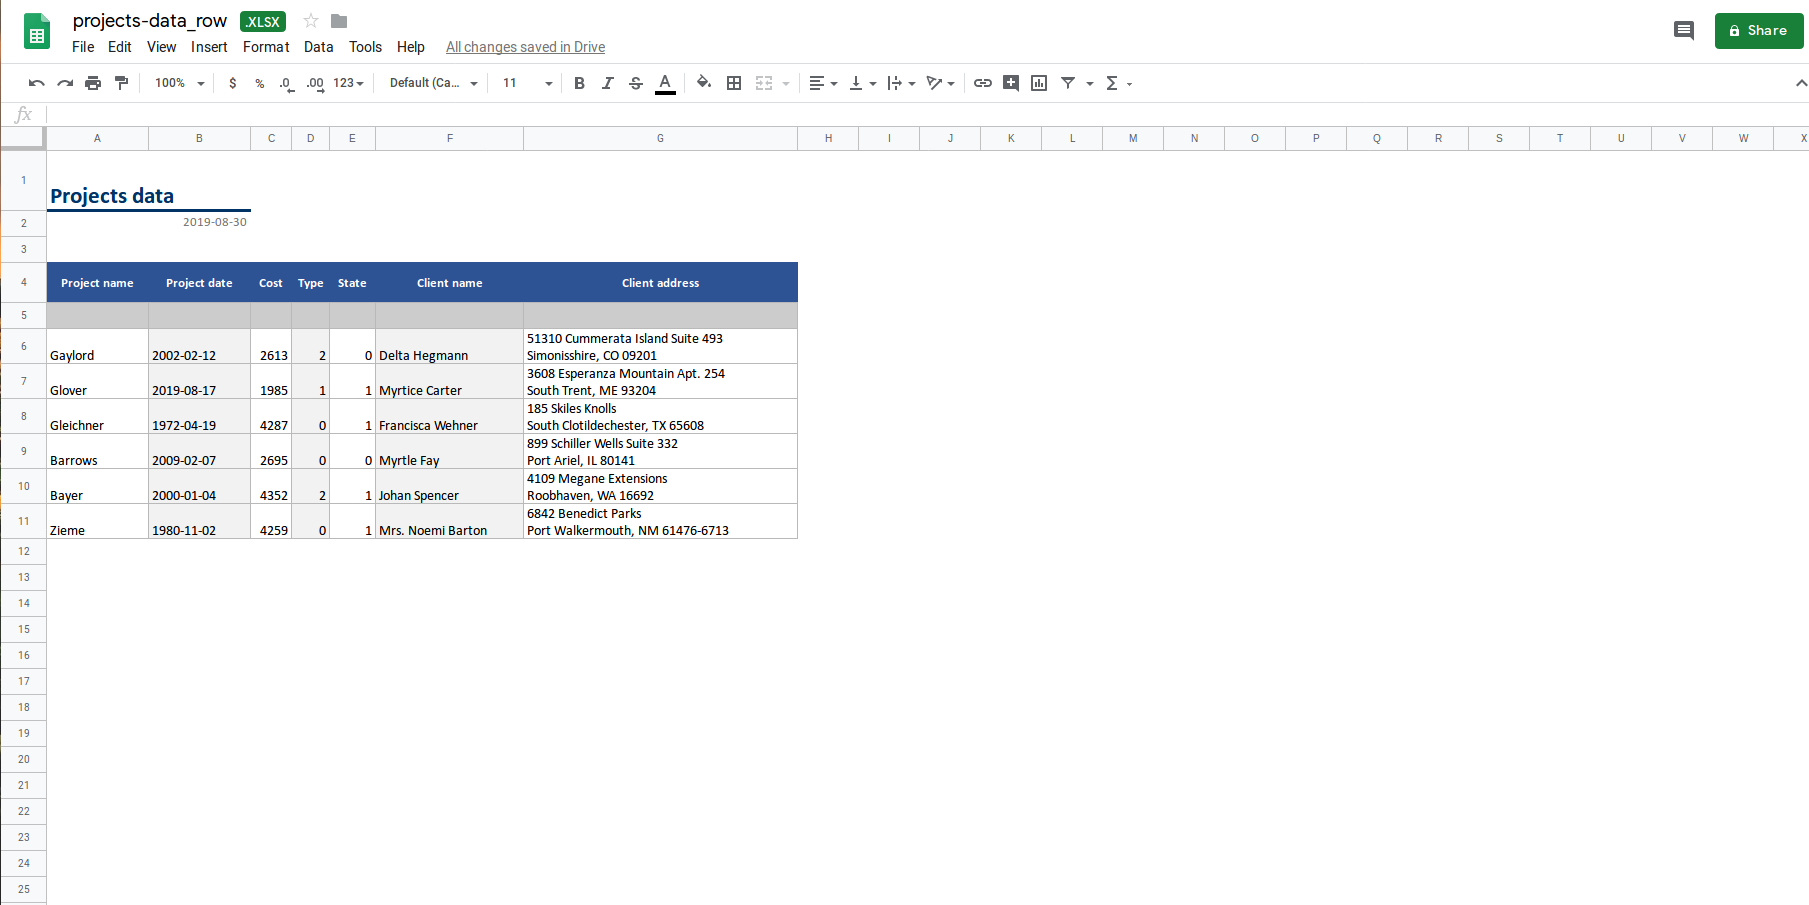 projects-data_row .XLSX
File Edit View Insert Format Data Tools Help All changes saved in Drive
Share
100% $ % .0 .00 123 Default (Ca... 11 B I S A Σ
fx
A B C D E F G H I J K L M N O P Q R S T U V W X
1 Projects data
2 2019-08-30
3
4 Project name Project date Cost Type State Client name Client address
5
51310 Cummerata Island Suite 493
6 Gaylord 2002-02-12 2613 2 0 Delta Hegmann Simonisshire, CO 09201
3608 Esperanza Mountain Apt. 254
7 Glover 2019-08-17 1985 1 1 Myrtice Carter South Trent, ME 93204
185 Skiles Knolls
8 Gleichner 1972-04-19 4287 0 1 Francisca Wehner South Clotildechester, TX 65608
899 Schiller Wells Suite 332
9 Barrows 2009-02-07 2695 0 0 Myrtle Fay Port Ariel, IL 80141
4109 Megane Extensions
10 Bayer 2000-01-04 4352 2 1 Johan Spencer Roobhaven, WA 16692
6842 Benedict Parks
11 Zieme 1980-11-02 4259 0 1 Mrs. Noemi Barton Port Walkermouth, NM 61476-6713
12
13
14
15
16
17
18
19
20
21
22
23
24
25